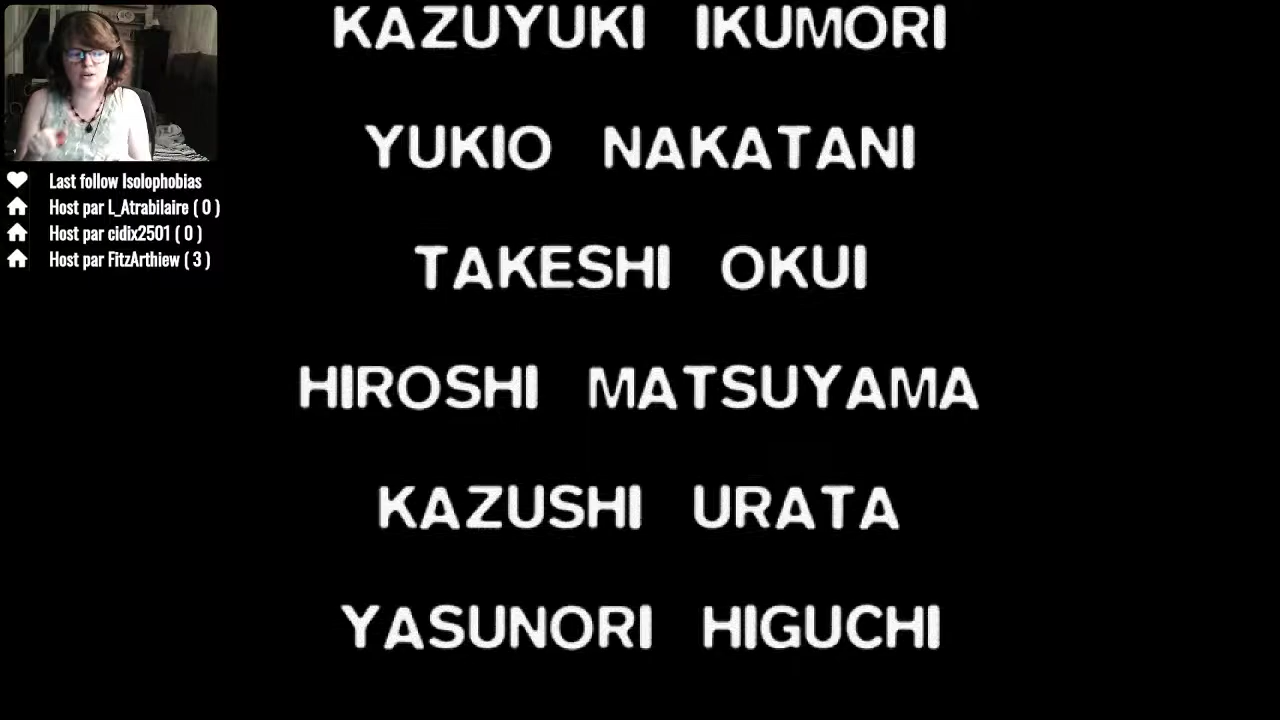 KAZUYUKI IKUMORI
YUKIO NAKATANI
TAKESHI OKUI
HIROSHI MATSUYAMA
KAZUSHI URATA
YASUNORI HIGUCHI
Last follow Isolophobias
Host par L_Atrabilaire ( 0 )
Host par cidix2501 ( 0 )
Host par FitzArthiew ( 3 )